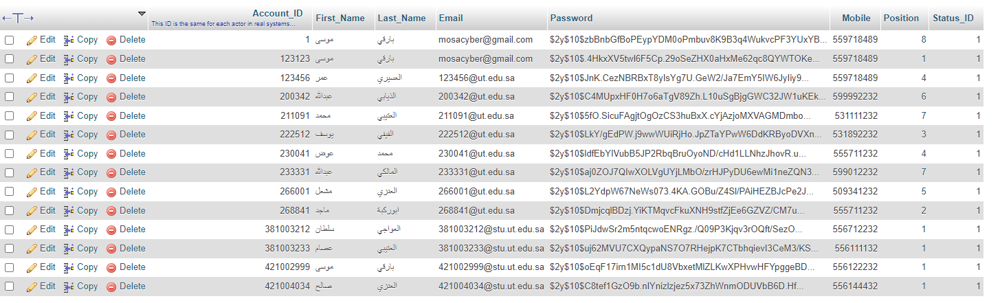 Account_ID First_Name Last_Name Email Password Mobile Position Status_ID
This ID is the same for each actor in real systems...
Edit Copy Delete 1 موسى بارقي mosacyber@gmail.com $2y$10$zbBnbGfBoPEypYDM0oPmbuv8K9B3q4WukvcPF3YUxYB... 559718489 8 1
Edit Copy Delete 123123 موسى بارقي mosacyber@gmail.com $2y$10$.4HkxXV5twI6F5Cp.29oSeZHX0aHxMe62qc8QYWTOKe... 559718489 1 1
Edit Copy Delete 123456 عمر العسيري 123456@ut.edu.sa $2y$10$JnK.CezNBRBxT8yIsYg7U.GeW2/Ja7EmY5IW6JyIiy9... 559718489 4 1
Edit Copy Delete 200342 عبدالله الذيابي 200342@ut.edu.sa $2y$10$C4MUpxHF0H7o6aTgV89Zh.L10uSgBjgGWC32JW1uKEk... 599992232 6 1
Edit Copy Delete 211091 محمد العتيبي 211091@ut.edu.sa $2y$10$5fO.SicuFAgjtOgOzCS3huBxX.cYjAzjoMXVAGMDmbo... 531111232 7 1
Edit Copy Delete 222512 يوسف الفيفي 222512@ut.edu.sa $2y$10$LkY/gEdPW.j9wwWUiRjHo.JpZTaYPwW6DdKRByoDVXn... 531892232 3 1
Edit Copy Delete 230041 عوض محمد 230041@ut.edu.sa $2y$10$IdfEbYIVubB5JP2RbqBruOyoND/cHd1LLNhzJhovR.u... 555711232 4 1
Edit Copy Delete 233331 عبدالله المالكي 233331@ut.edu.sa $2y$10$aj0ZOJ7QIwXOLVgUYjLMbO/zrHJPyDU6ewMi1neZQN3... 599012232 7 1
Edit Copy Delete 266001 مشعل العنزي 266001@ut.edu.sa $2y$10$L2YdpW67NeWs073.4KA.GOBu/Z4SI/PAiHEZBJcPe2J... 509341232 5 1
Edit Copy Delete 268841 ماجد ابوركبة 268841@ut.edu.sa $2y$10$DmjcqIBDzj.YiKTMqvcFkuXNH9stfZjEe6GZVZ/CM7u... 555711232 2 1
Edit Copy Delete 381003212 سلطان العواجي 381003212@stu.ut.edu.sa $2y$10$PiJdwSr2m5ntqcwoENRgz./Q09P3Kjqv3rOQft/SezO... 556712232 1 1
Edit Copy Delete 381003233 عصام العتيبي 381003233@stu.ut.edu.sa $2y$10$uj62MVU7CXQypaNS7O7RHejpK7CTbhqievI3CeM3/KS... 556111132 1 1
Edit Copy Delete 421002999 موسى بارقي 421002999@stu.ut.edu.sa $2y$10$oEqF17irn1MI5c1dU8VbxetMIZLKwXPHvwHFYpggeBD... 556122232 1 1
Edit Copy Delete 421004034 صالح العنزي 421004034@stu.ut.edu.sa $2y$10$C8tef1GzO9b.nIYnizIzjez5x73ZhWnmODUVbB6D.Hf... 556144432 1 1